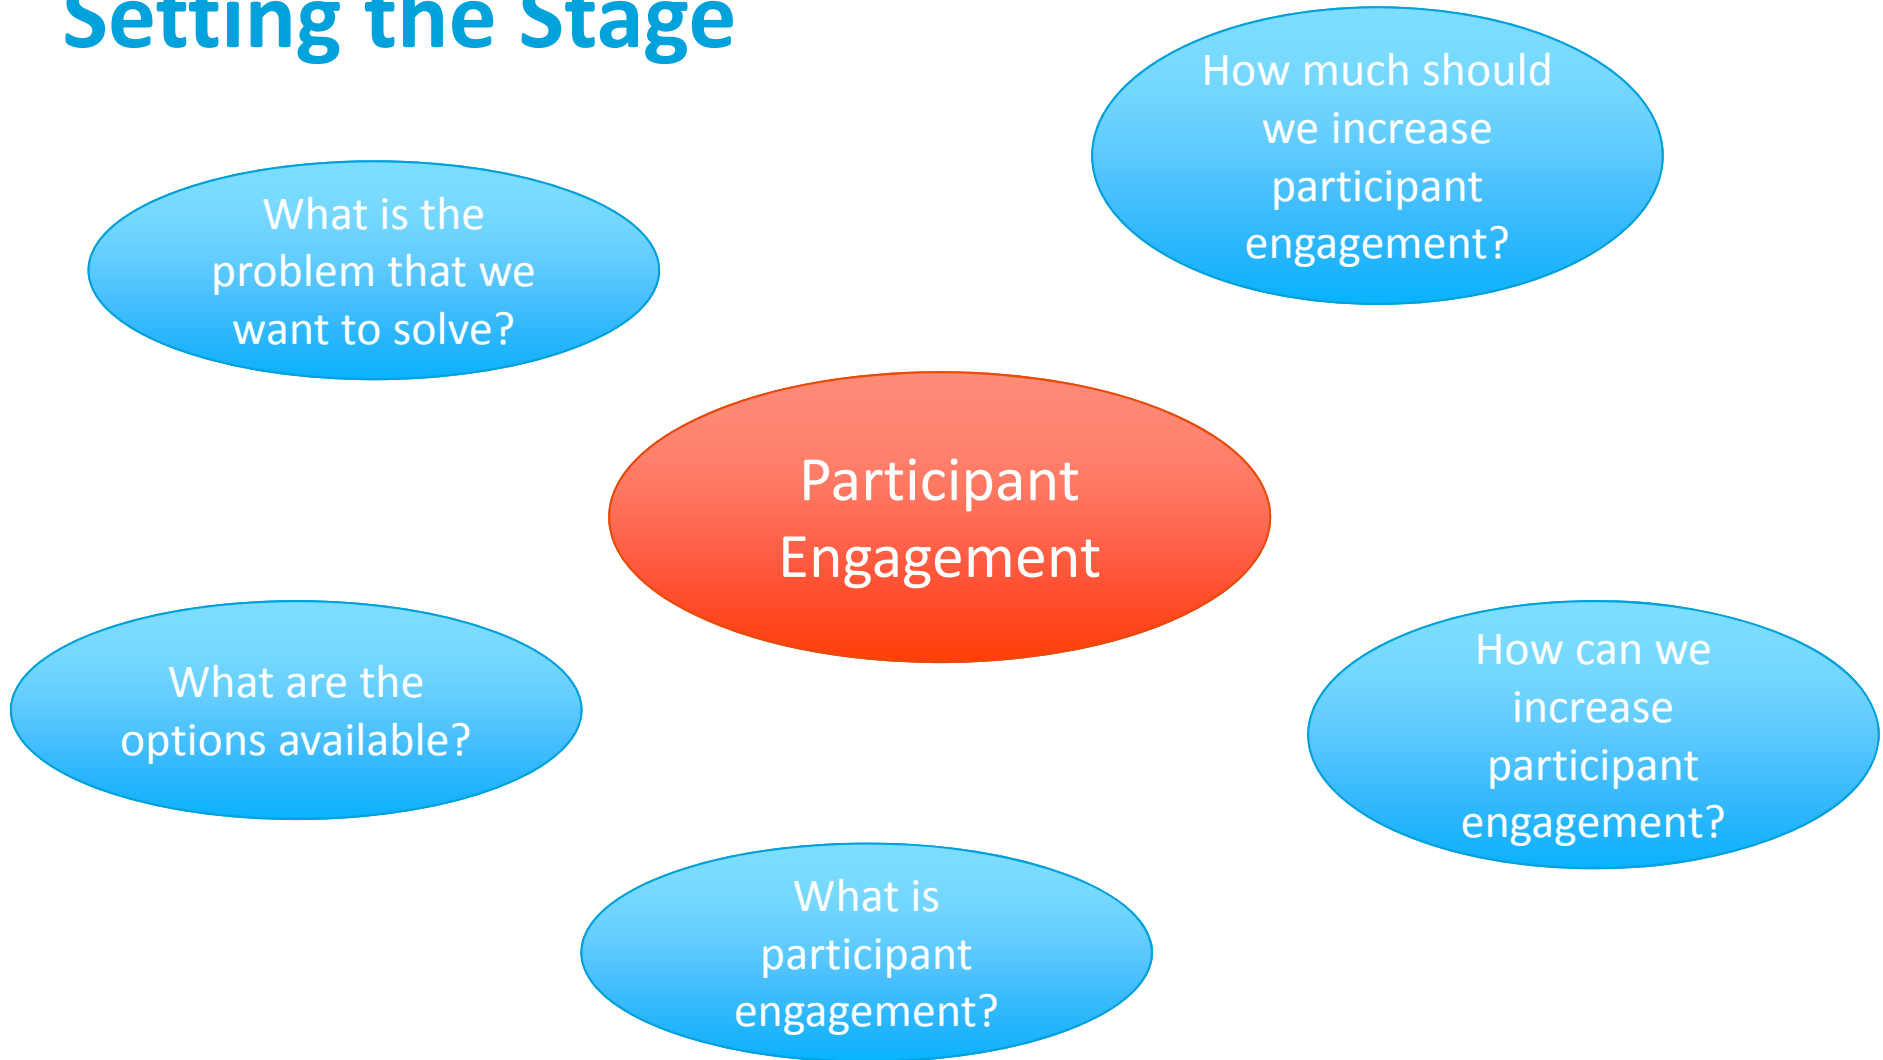 Setting the Stage
How much should
we increase
participant
engagement?
What is the
problem that we
want to solve?
Participant
Engagement
What are the
options available?
How can we
increase
participant
engagement?
What is
participant
engagement?